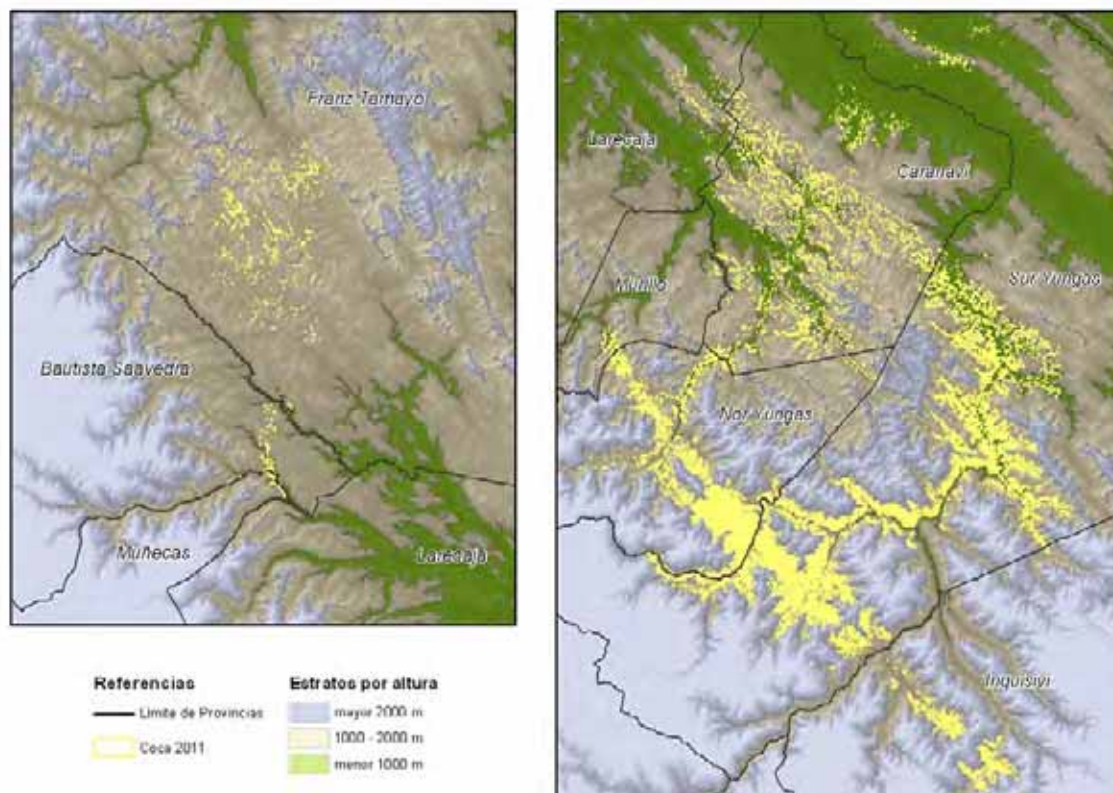 Franz Tamayo
Bautista Saavedra
Muñecas
Larecaja
Larecaja
Caranavi
Murillo
Sur Yungas
Nor Yungas
Inquisivi
Referencias
Límite de Provincias
Coca 2011
Estratos por altura
mayor 2000 m
1000 - 2000 m
menor 1000 m